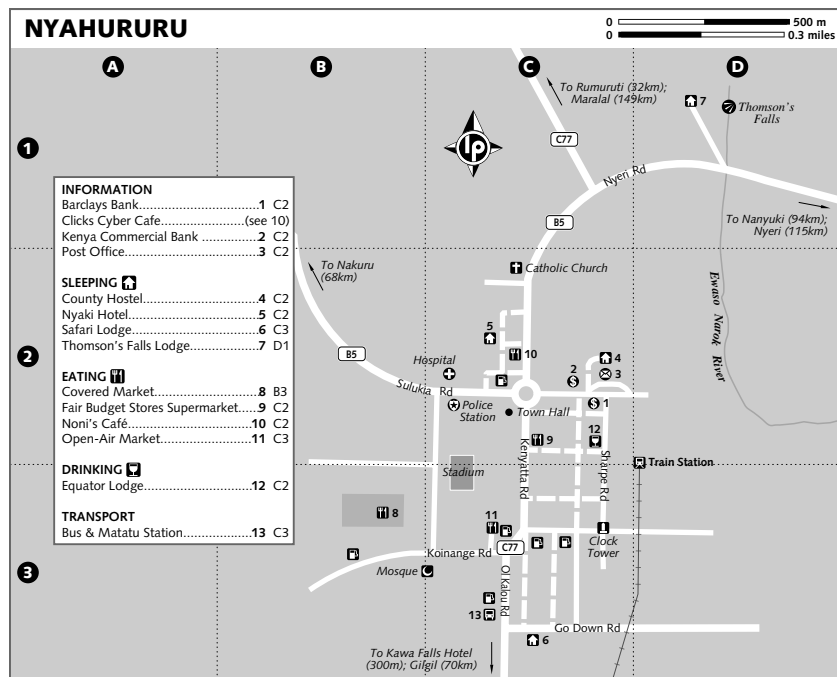 NYAHURURU
0 500 m
0 0.3 miles
A
B
C
D
1
2
3
To Rumuruti (32km);
Maralal (149km)
7
Thomson's
Falls
lp
C77
Nyeri Rd
B5
To Nanyuki (94km);
Nyeri (115km)
INFORMATION
Barclays Bank..............................1 C2
Clicks Cyber Cafe....................(see 10)
Kenya Commercial Bank ............2 C2
Post Office..................................3 C2
SLEEPING
County Hostel.............................4 C2
Nyaki Hotel................................5 C2
Safari Lodge...............................6 C3
Thomson's Falls Lodge................7 D1
EATING
Covered Market..........................8 B3
Fair Budget Stores Supermarket...9 C2
Noni's Café..............................10 C2
Open-Air Market......................11 C3
DRINKING
Equator Lodge..........................12 C2
TRANSPORT
Bus & Matatu Station................13 C3
To Nakuru
(68km)
Catholic Church
Ewaso Narok River
5
10
B5
Hospital
2
4
3
Sulukia Rd
Police
Station
Town Hall
1
12
9
Kenyatta Rd
Sharpe Rd
Train Station
Stadium
8
11
C77
Koinange Rd
Clock
Tower
Mosque
Ol Kalou Rd
13
Go Down Rd
6
To Kawa Falls Hotel
(300m); Gilgil (70km)